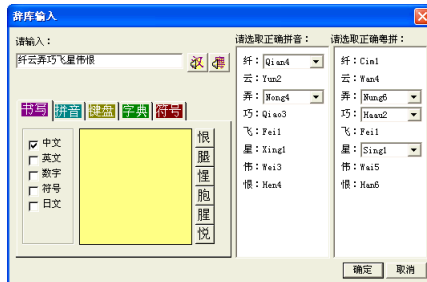 辞库输入
请输入：
纤云弄巧飞星伟恨
汉
书写 拼音 键盘 字典 符号
中文
英文
数字
符号
日文
恨
腿
惺
胞
腥
悦
请选取正确拼音：
纤：Qian4
云：Yun2
弄：Nong4
巧：Qiao3
飞：Fei1
星：Xing1
伟：Wei3
恨：Hen4
请选取正确粤拼：
纤：Cim1
云：Wan4
弄：Nung6
巧：Haau2
飞：Fei1
星：Sing1
伟：Wai5
恨：Han6
确定 取消